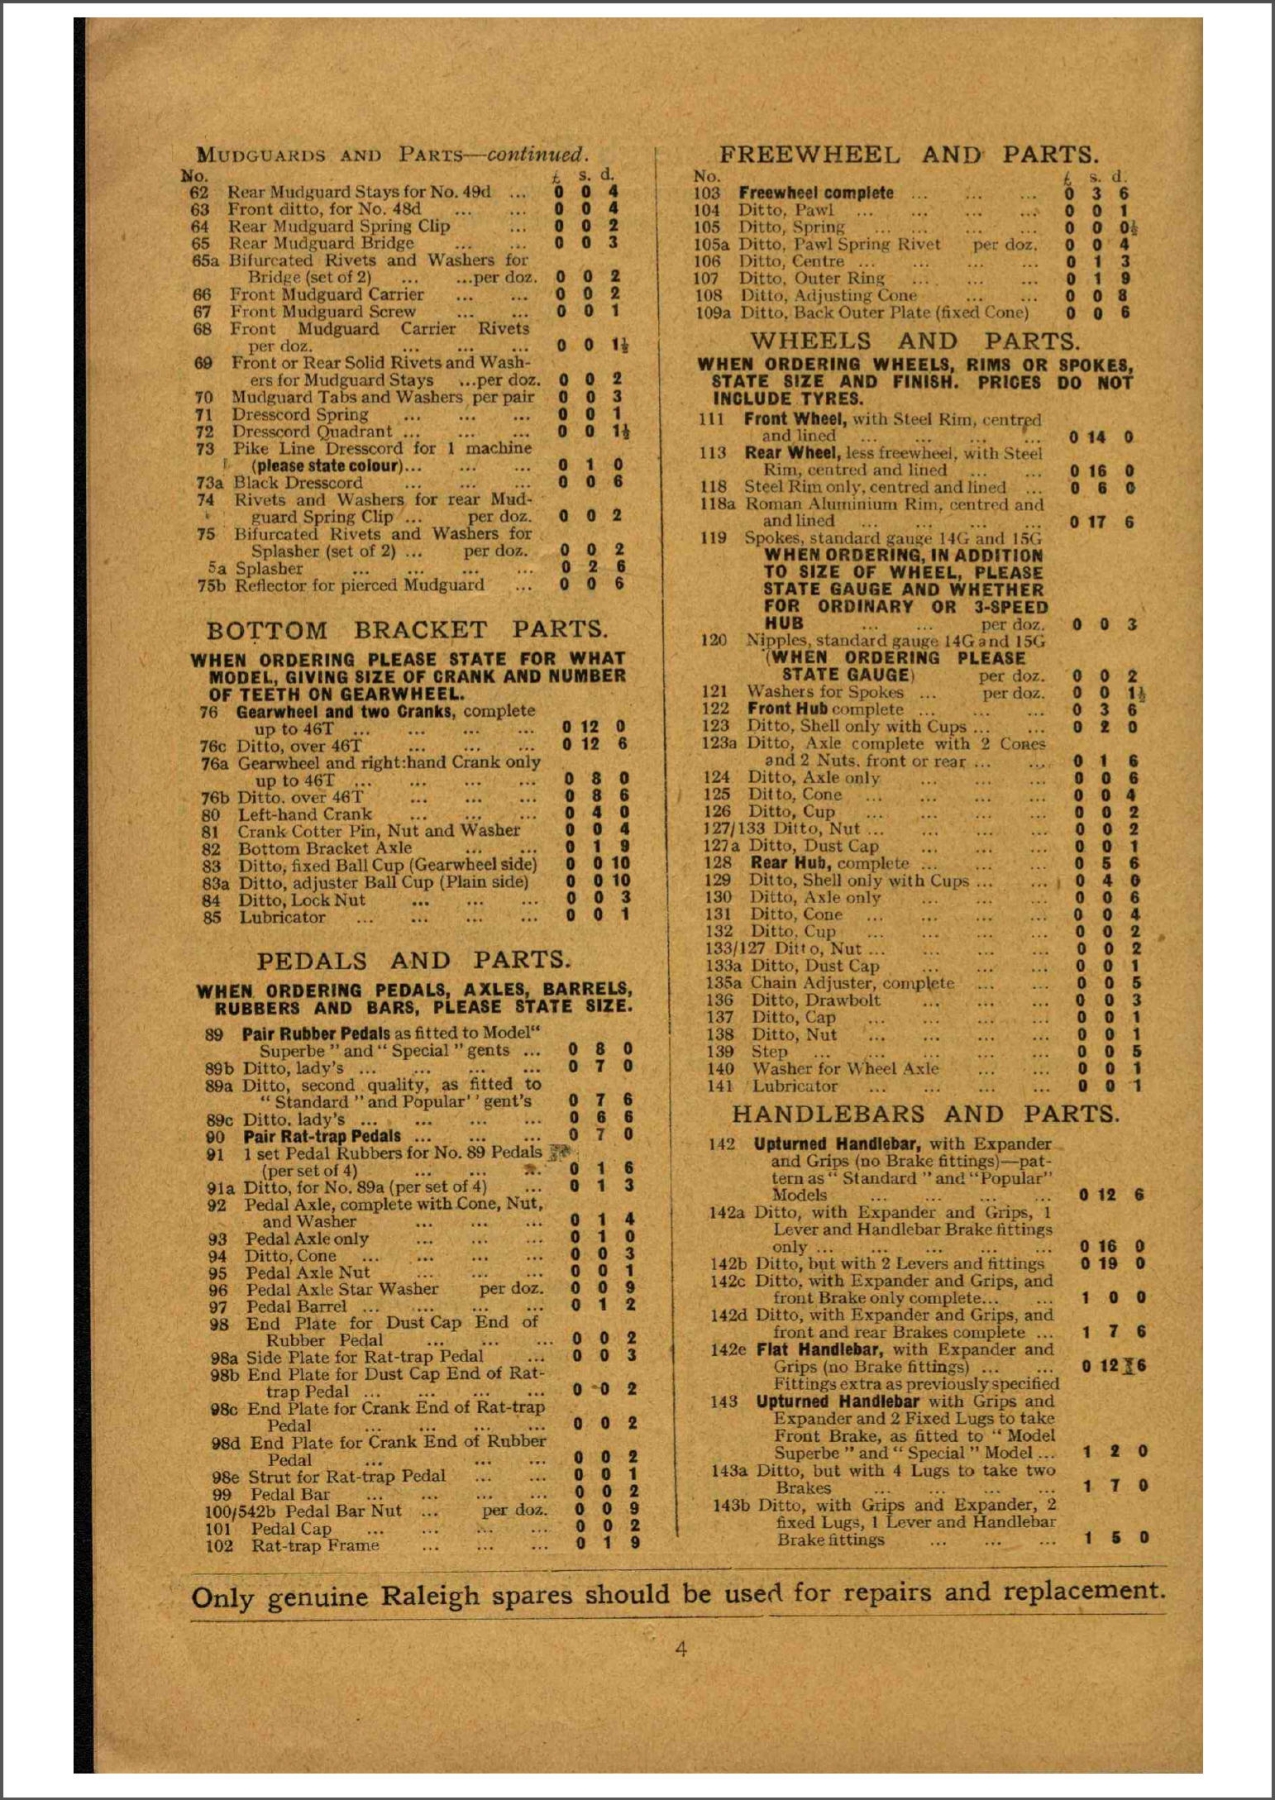 MUDGUARDS AND PARTS—continued.
No. £ s. d.
62 Rear Mudguard Stays for No. 49d ... 0 0 4
63 Front ditto, for No. 48d ... ... 0 0 4
64 Rear Mudguard Spring Clip ... 0 0 2
65 Rear Mudguard Bridge ... ... 0 0 3
65a Bifurcated Rivets and Washers for
Bridge (set of 2) ... ...per doz. 0 0 2
66 Front Mudguard Carrier ... ... 0 0 2
67 Front Mudguard Screw ... ... 0 0 1
68 Front Mudguard Carrier Rivets
per doz. ... ... ... 0 0 1½
69 Front or Rear Solid Rivets and Wash-
ers for Mudguard Stays ...per doz. 0 0 2
70 Mudguard Tabs and Washers per pair 0 0 3
71 Dresscord Spring ... ... ... 0 0 1
72 Dresscord Quadrant ... ... ... 0 0 1½
73 Pike Line Dresscord for 1 machine
(please state colour)... ... ... 0 1 0
73a Black Dresscord ... ... ... 0 0 6
74 Rivets and Washers for rear Mud-
guard Spring Clip ... per doz. 0 0 2
75 Bifurcated Rivets and Washers for
Splasher (set of 2) ... per doz. 0 0 2
5a Splasher ... ... ... ... 0 2 6
75b Reflector for pierced Mudguard ... 0 0 6
BOTTOM BRACKET PARTS.
WHEN ORDERING PLEASE STATE FOR WHAT
MODEL, GIVING SIZE OF CRANK AND NUMBER
OF TEETH ON GEARWHEEL.
76 Gearwheel and two Cranks, complete
up to 46T ... ... ... ... 0 12 0
76c Ditto, over 46T ... ... ... 0 12 6
76a Gearwheel and right:hand Crank only
up to 46T ... ... ... ... 0 8 0
76b Ditto. over 46T ... ... ... 0 8 6
80 Left-hand Crank ... ... ... 0 4 0
81 Crank Cotter Pin, Nut and Washer 0 0 4
82 Bottom Bracket Axle ... ... 0 1 9
83 Ditto, fixed Ball Cup (Gearwheel side) 0 0 10
83a Ditto, adjuster Ball Cup (Plain side) 0 0 10
84 Ditto, Lock Nut ... ... ... 0 0 3
85 Lubricator ... ... ... ... 0 0 1
PEDALS AND PARTS.
WHEN ORDERING PEDALS, AXLES, BARRELS,
RUBBERS AND BARS, PLEASE STATE SIZE.
89 Pair Rubber Pedals as fitted to Model“
Superbe ” and “ Special ” gents ... 0 8 0
89b Ditto, lady's ... ... ... ... 0 7 0
89a Ditto, second quality, as fitted to
“ Standard ” and Popular'' gent's 0 7 6
89c Ditto. lady's ... ... ... ... 0 6 6
90 Pair Rat-trap Pedals ... ... ... 0 7 0
91 1 set Pedal Rubbers for No. 89 Pedals
(per set of 4) ... ... ... 0 1 6
91a Ditto, for No. 89a (per set of 4) ... 0 1 3
92 Pedal Axle, complete with Cone, Nut,
and Washer ... ... ... 0 1 4
93 Pedal Axle only ... ... ... 0 1 0
94 Ditto, Cone ... ... ... ... 0 0 3
95 Pedal Axle Nut ... ... ... 0 0 1
96 Pedal Axle Star Washer per doz. 0 0 9
97 Pedal Barrel ... ... ... ... 0 1 2
98 End Plate for Dust Cap End of
Rubber Pedal ... ... ... 0 0 2
98a Side Plate for Rat-trap Pedal ... 0 0 3
98b End Plate for Dust Cap End of Rat-
trap Pedal ... ... ... ... 0 0 2
98c End Plate for Crank End of Rat-trap
Pedal ... ... ... ... 0 0 2
98d End Plate for Crank End of Rubber
Pedal ... ... ... 0 0 2
98e Strut for Rat-trap Pedal ... ... 0 0 1
99 Pedal Bar ... ... ... ... 0 0 2
100/542b Pedal Bar Nut ... per doz. 0 0 9
101 Pedal Cap ... ... ... ... 0 0 2
102 Rat-trap Frame ... ... ... 0 1 9
FREEWHEEL AND PARTS.
No. £ s. d.
103 Freewheel complete ... ... ... 0 3 6
104 Ditto, Pawl ... ... ... ... 0 0 1
105 Ditto, Spring ... ... ... ... 0 0 0½
105a Ditto, Pawl Spring Rivet per doz. 0 0 4
106 Ditto, Centre ... ... ... ... 0 1 3
107 Ditto, Outer Ring ... ... ... 0 1 9
108 Ditto, Adjusting Cone ... ... 0 0 8
109a Ditto, Back Outer Plate (fixed Cone) 0 0 6
WHEELS AND PARTS.
WHEN ORDERING WHEELS, RIMS OR SPOKES,
STATE SIZE AND FINISH. PRICES DO NOT
INCLUDE TYRES.
111 Front Wheel, with Steel Rim, centred
and lined ... ... ... ... 0 14 0
113 Rear Wheel, less freewheel, with Steel
Rim, centred and lined ... ... 0 16 0
118 Steel Rim only, centred and lined ... 0 6 0
118a Roman Aluminium Rim, centred and
and lined ... ... ... ... 0 17 6
119 Spokes, standard gauge 14G and 15G
WHEN ORDERING, IN ADDITION
TO SIZE OF WHEEL, PLEASE
STATE GAUGE AND WHETHER
FOR ORDINARY OR 3-SPEED
HUB ... ... per doz. 0 0 3
120 Nipples, standard gauge 14G and 15G
(WHEN ORDERING PLEASE
STATE GAUGE) per doz. 0 0 2
121 Washers for Spokes ... per doz. 0 0 1½
122 Front Hub complete ... ... ... 0 3 6
123 Ditto, Shell only with Cups ... ... 0 2 0
123a Ditto, Axle complete with 2 Cones
and 2 Nuts. front or rear ... ... 0 1 6
124 Ditto, Axle only ... ... ... 0 0 6
125 Ditto, Cone ... ... ... ... 0 0 4
126 Ditto, Cup ... ... ... ... 0 0 2
127/133 Ditto, Nut ... ... ... ... 0 0 2
127a Ditto, Dust Cap ... ... ... 0 0 1
128 Rear Hub, complete ... ... ... 0 5 6
129 Ditto, Shell only with Cups ... ... 0 4 0
130 Ditto, Axle only ... ... ... 0 0 6
131 Ditto, Cone ... ... ... ... 0 0 4
132 Ditto. Cup ... ... ... ... 0 0 2
133/127 Ditto, Nut ... ... ... ... 0 0 2
133a Ditto, Dust Cap ... ... ... 0 0 1
135a Chain Adjuster, complete ... ... 0 0 5
136 Ditto, Drawbolt ... ... ... 0 0 3
137 Ditto, Cap ... ... ... ... 0 0 1
138 Ditto, Nut ... ... ... ... 0 0 1
139 Step ... ... ... ... ... 0 0 5
140 Washer for Wheel Axle ... ... 0 0 1
141 Lubricator ... ... ... ... 0 0 1
HANDLEBARS AND PARTS.
142 Upturned Handlebar, with Expander
and Grips (no Brake fittings)—pat-
tern as “ Standard ” and “Popular”
Models ... ... ... ... 0 12 6
142a Ditto, with Expander and Grips, 1
Lever and Handlebar Brake fittings
only ... ... ... ... ... 0 16 0
142b Ditto, but with 2 Levers and fittings 0 19 0
142c Ditto, with Expander and Grips, and
front Brake only complete... ... 1 0 0
142d Ditto, with Expander and Grips, and
front and rear Brakes complete ... 1 7 6
142e Flat Handlebar, with Expander and
Grips (no Brake fittings) ... ... 0 12 6
Fittings extra as previously specified
143 Upturned Handlebar with Grips and
Expander and 2 Fixed Lugs to take
Front Brake, as fitted to “ Model
Superbe ” and “ Special ” Model ... 1 2 0
143a Ditto, but with 4 Lugs to take two
Brakes ... ... ... ... 1 7 0
143b Ditto, with Grips and Expander, 2
fixed Lugs, 1 Lever and Handlebar
Brake fittings ... ... ... 1 5 0
Only genuine Raleigh spares should be used for repairs and replacement.
4